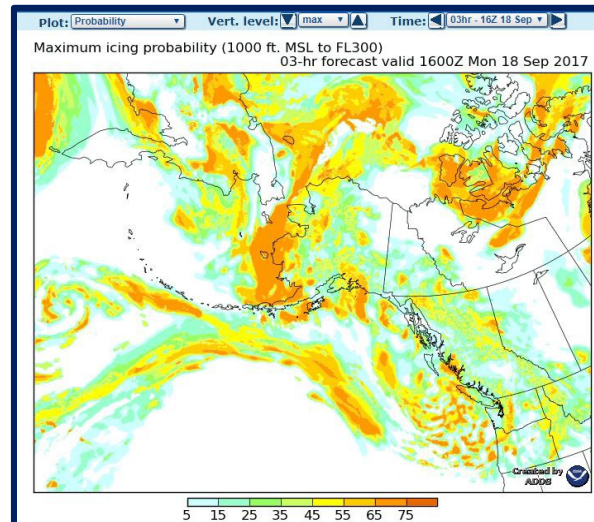 Plot: Probability Vert. level: max Time: 03hr - 16Z 18 Sep
Maximum icing probability (1000 ft. MSL to FL300)
03-hr forecast valid 1600Z Mon 18 Sep 2017
Created by
ADDS
5 15 25 35 45 55 65 75